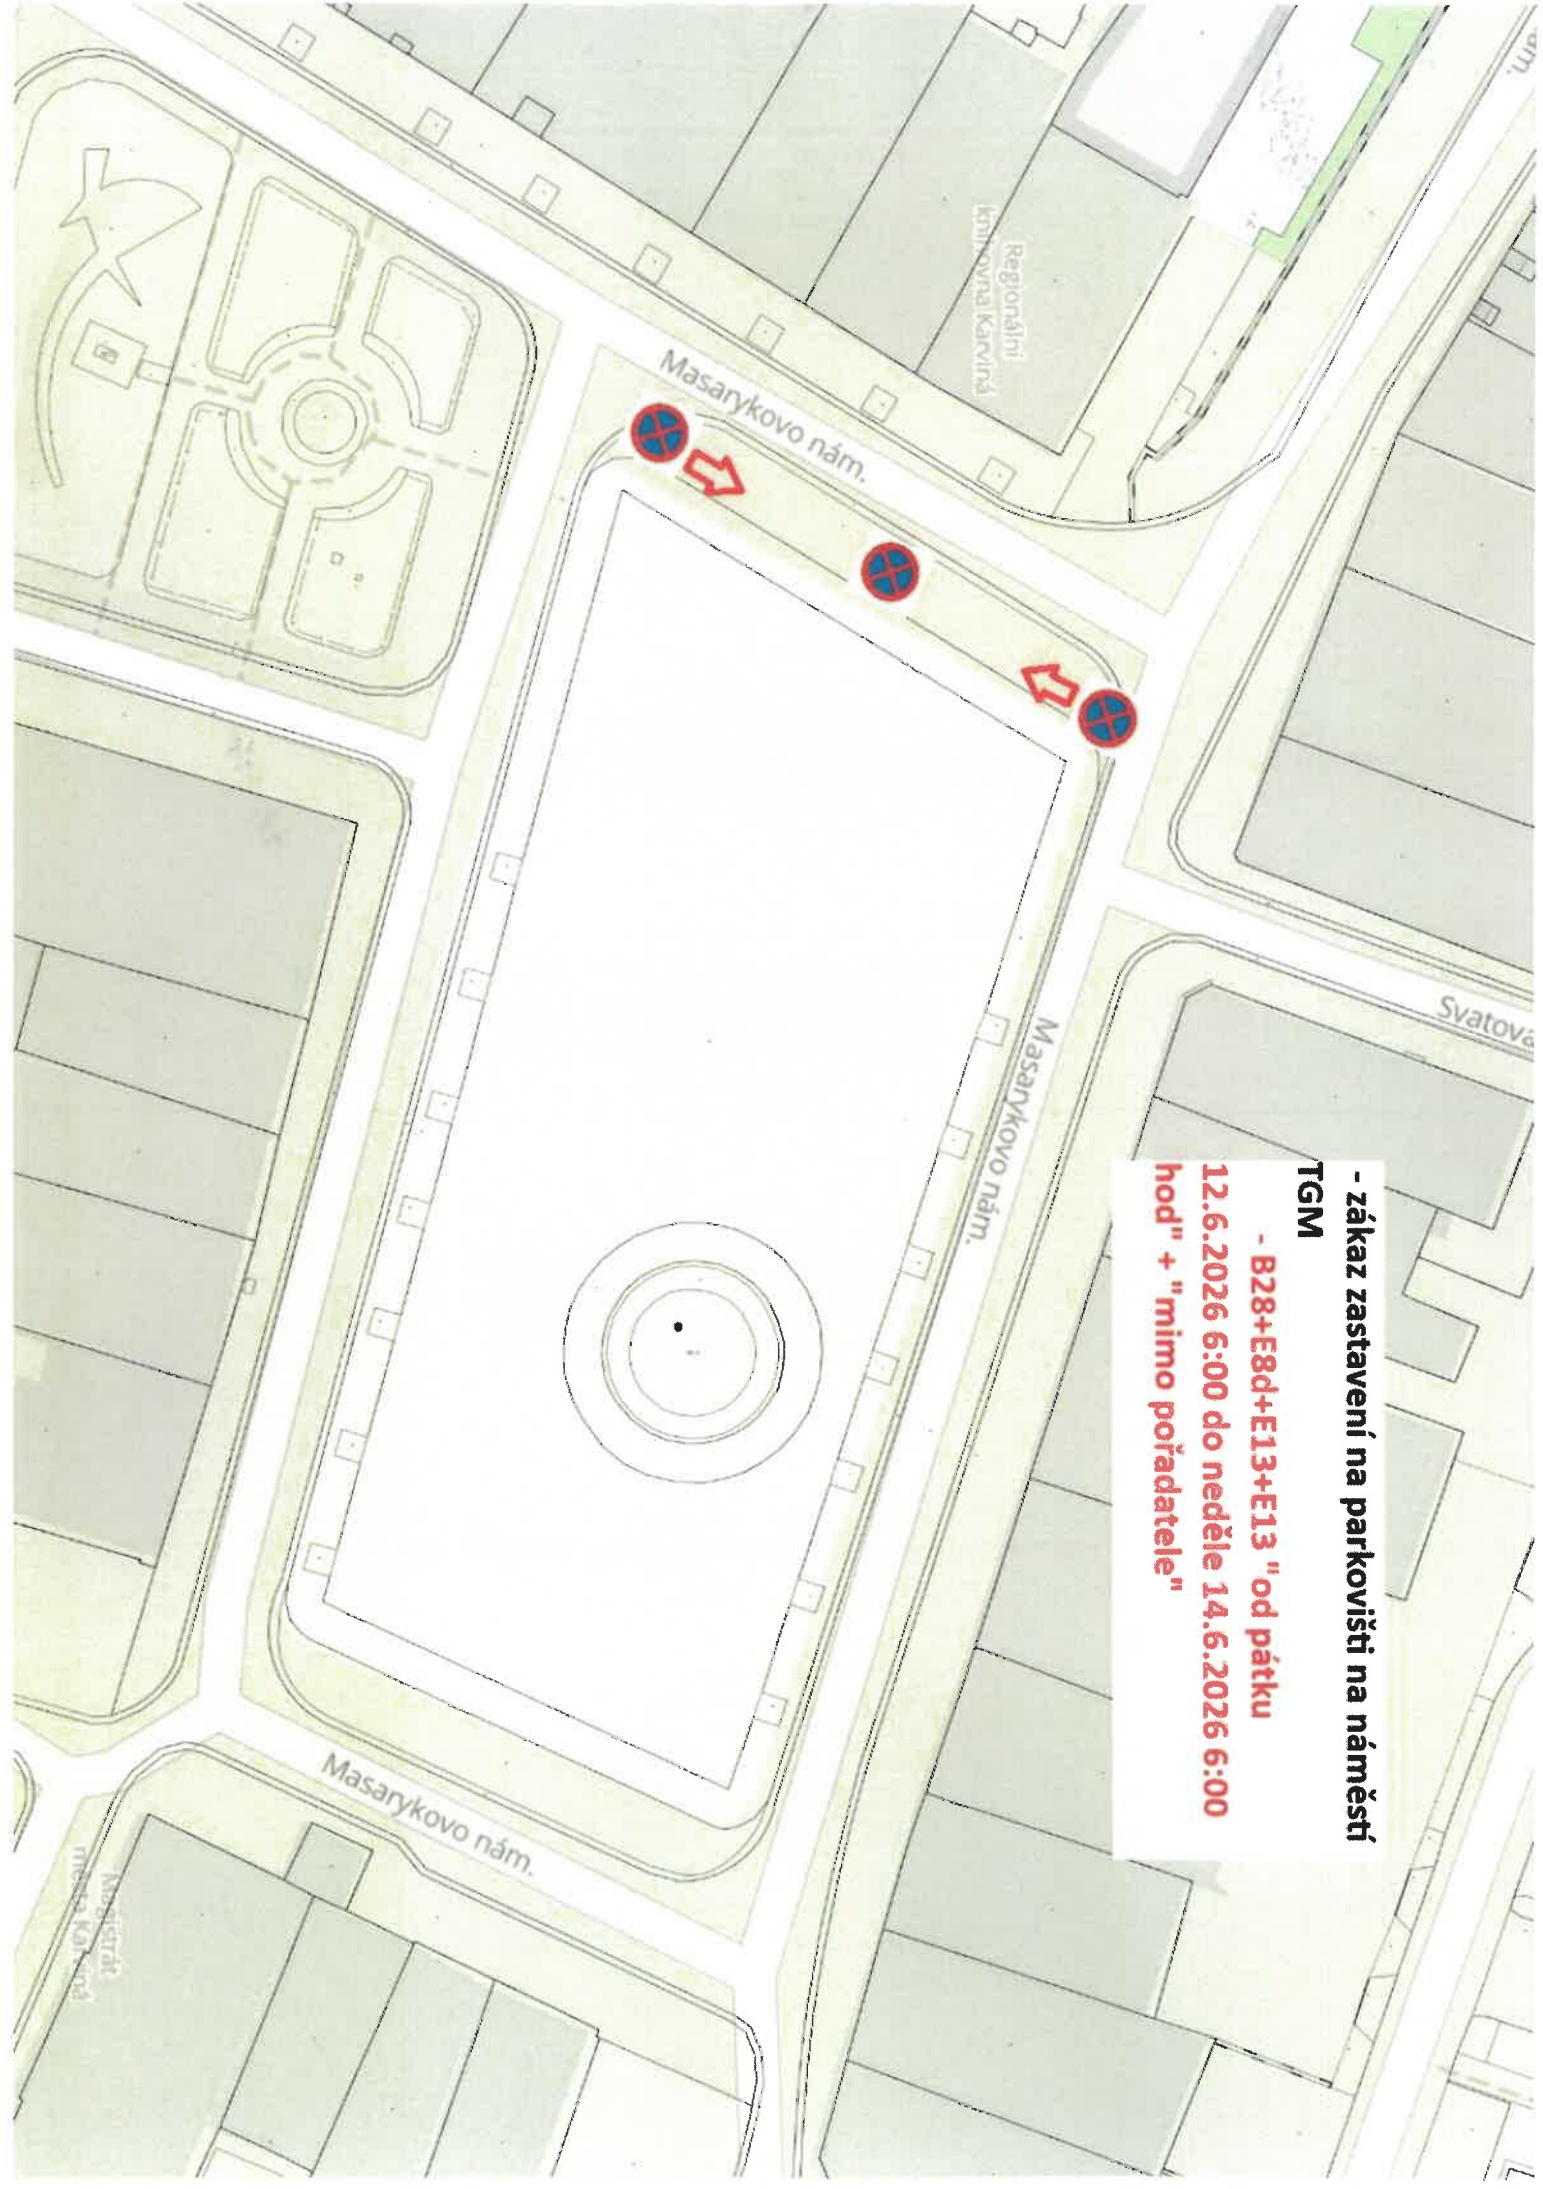 - zákaz zastavení na parkovišti na náměstí
TGM
- B28+E8d+E13+E13 "od pátku
12.6.2026 6:00 do neděle 14.6.2026 6:00
hod" + "mimo pořadatele"
Svatova
Masarykovo nám.
Masarykovo nám.
Masarykovo nám.
Regionální
knihovna Karviná
Magistrát
města Karviná
ám.